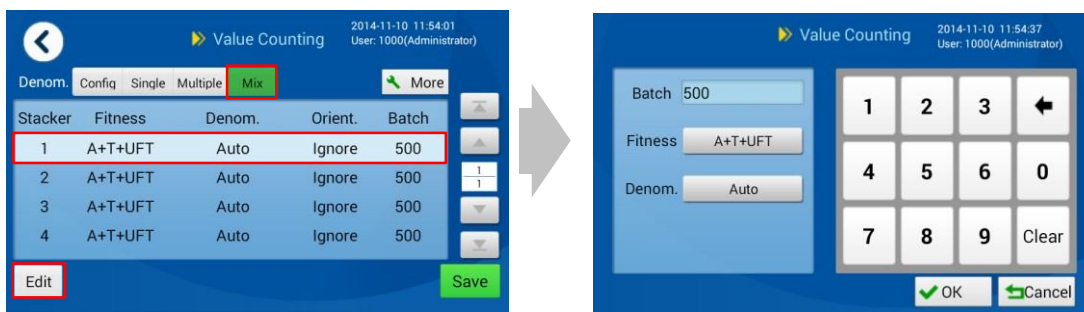 2014-11-10 11:54:01
Value Counting User: 1000(Administrator)
Denom. Config Single Multiple Mix More
Stacker Fitness Denom. Orient. Batch
1 A+T+UFT Auto Ignore 500
2 A+T+UFT Auto Ignore 500
3 A+T+UFT Auto Ignore 500
4 A+T+UFT Auto Ignore 500
1
1
Edit Save
2014-11-10 11:54:37
Value Counting User: 1000(Administrator)
Batch 500
Fitness A+T+UFT
Denom. Auto
1 2 3
4 5 6 0
7 8 9 Clear
OK Cancel